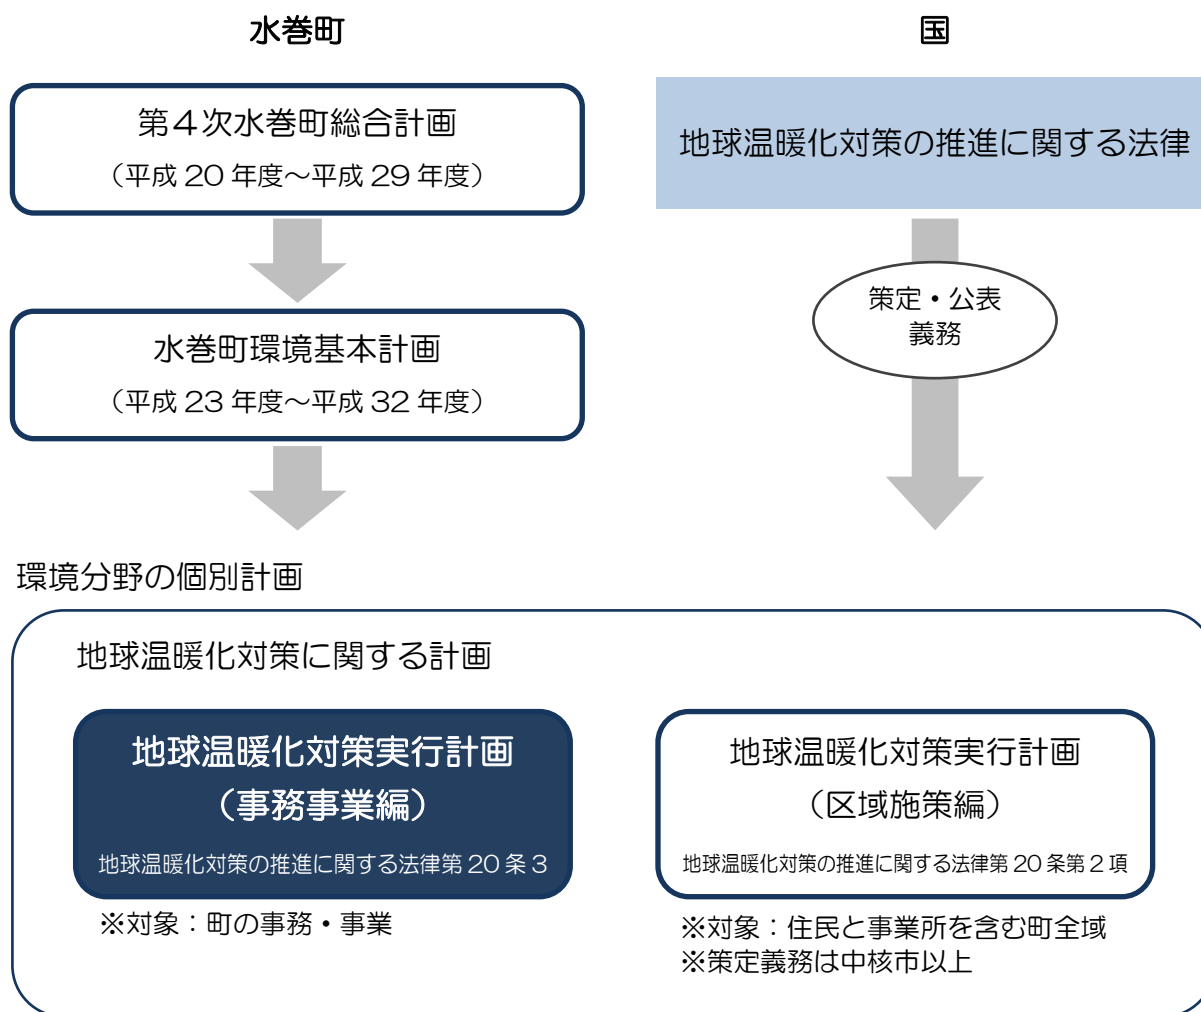 水巻町
国
第４次水巻町総合計画
（平成 20 年度～平成 29 年度）
地球温暖化対策の推進に関する法律
策定・公表
義務
水巻町環境基本計画
（平成 23 年度～平成 32 年度）
環境分野の個別計画
地球温暖化対策に関する計画
地球温暖化対策実行計画
（事務事業編）
地球温暖化対策の推進に関する法律第 20 条 3
※対象：町の事務・事業
地球温暖化対策実行計画
（区域施策編）
地球温暖化対策の推進に関する法律第 20 条第 2 項
※対象：住民と事業所を含む町全域
※策定義務は中核市以上